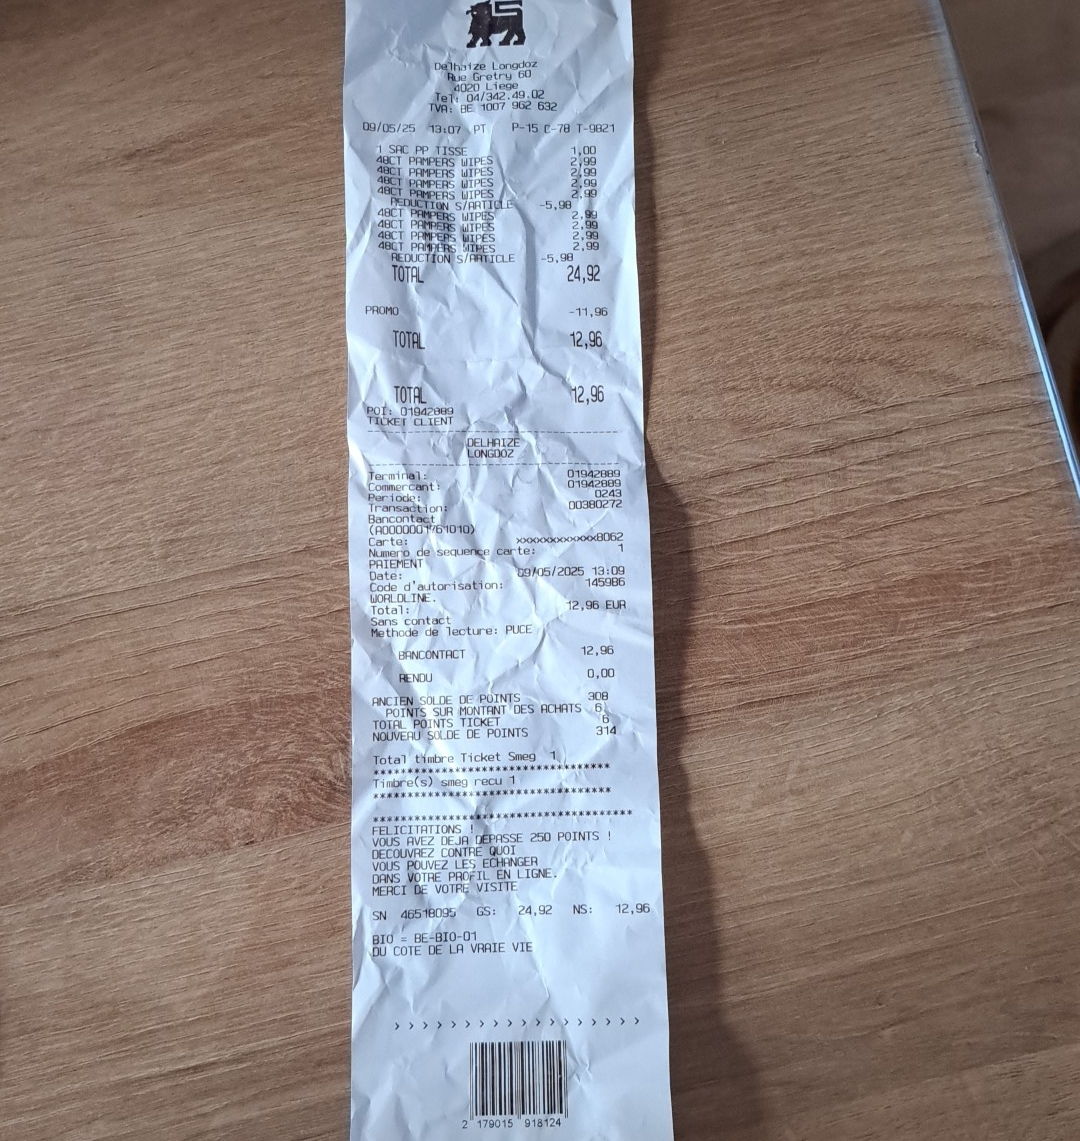 Delhaize Longdoz
Rue Gretry 60
4020 Liege
Tel: 04/342.49.02
TVA: BE 1007 962 632
09/05/25 13:07 PT P-15 C-78 T-9821
1 SAC PP TISSE 1,00
48CT PAMPERS WIPES 2,99
48CT PAMPERS WIPES 2,99
48CT PAMPERS WIPES 2,99
48CT PAMPERS WIPES 2,99
REDUCTION S/ARTICLE -5,98
48CT PAMPERS WIPES 2,99
48CT PAMPERS WIPES 2,99
48CT PAMPERS WIPES 2,99
48CT PAMPERS WIPES 2,99
REDUCTION S/ARTICLE -5,98
TOTAL 24,92
PROMO -11,96
TOTAL 12,96
TOTAL 12,96
POI: 01942889
TICKET CLIENT
DELHAIZE
LONGDOZ
Terminal: 01942889
Commercant: 01942889
Periode: 0243
Transaction: 00380272
Bancontact
(A0000001761010)
Carte: xxxxxxxxxxxxx8062
Numero de sequence carte: 1
PAIEMENT
Date: 09/05/2025 13:09
Code d'autorisation: 145986
WORLDLINE.
Total: 12,96 EUR
Sans contact
Methode de lecture: PUCE
BANCONTACT 12,96
RENDU 0,00
ANCIEN SOLDE DE POINTS 308
POINTS SUR MONTANT DES ACHATS 6
TOTAL POINTS TICKET 6
NOUVEAU SOLDE DE POINTS 314
Total timbre Ticket Smeg 1
***********************************
Timbre(s) smeg recu 1
***********************************
**************************************
FELICITATIONS !
VOUS AVEZ DEJA DEPASSE 250 POINTS !
DECOUVREZ CONTRE QUOI
VOUS POUVEZ LES ECHANGER
DANS VOTRE PROFIL EN LIGNE.
MERCI DE VOTRE VISITE
SN 46518095 GS: 24,92 NS: 12,96
BIO = BE-BIO-01
DU COTE DE LA VRAIE VIE
> > > > > > > > > > > > > > > > > >
2 179015 918124